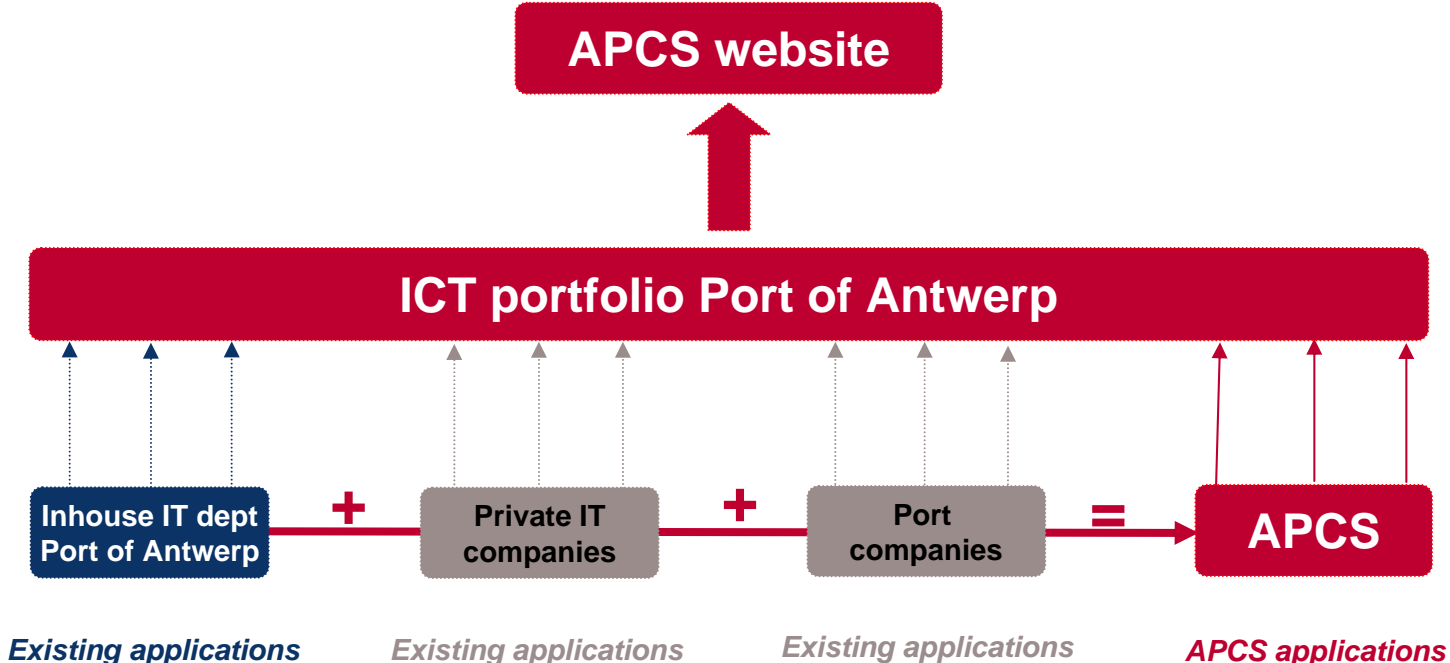 APCS website
ICT portfolio Port of Antwerp
Inhouse IT dept
Port of Antwerp
+
Private IT
companies
+
Port
companies
=
APCS
Existing applications
Existing applications
Existing applications
APCS applications